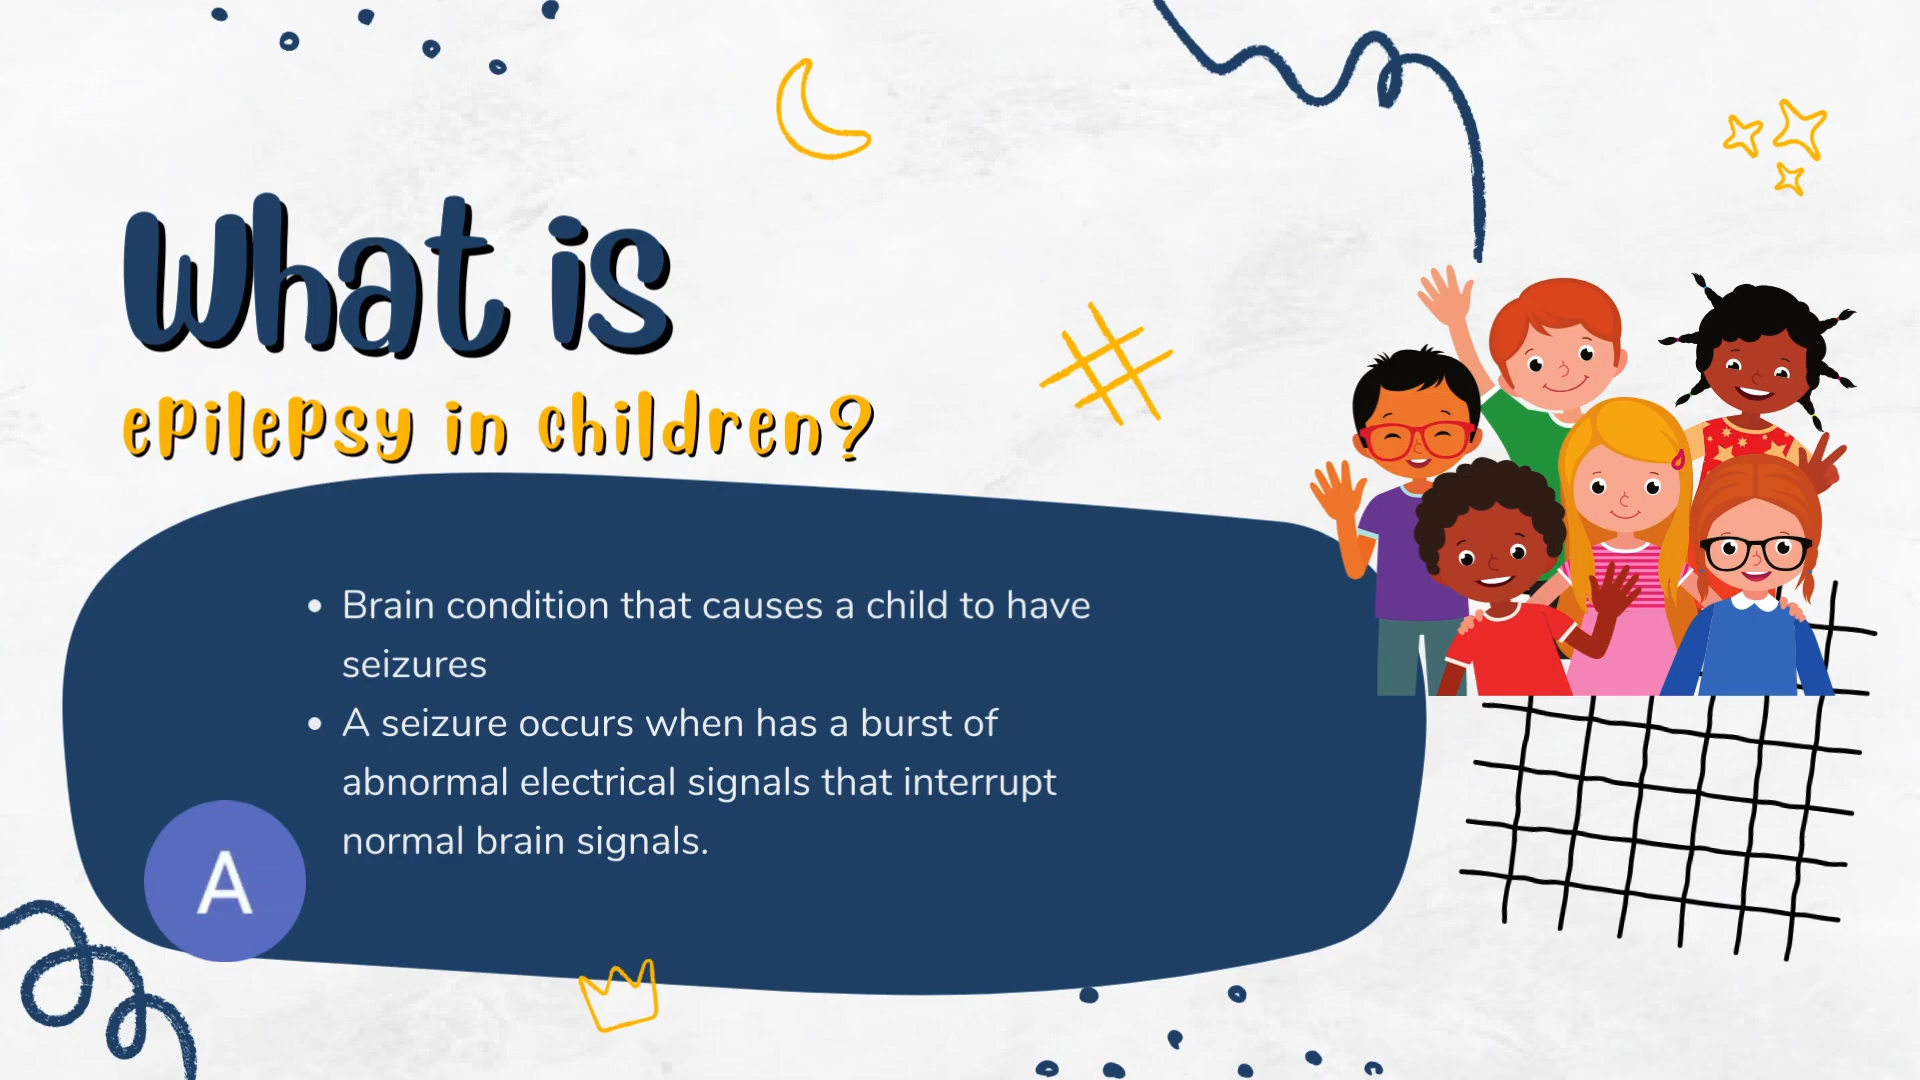 What is
epilepsy in children?
• Brain condition that causes a child to have
seizures
• A seizure occurs when has a burst of
abnormal electrical signals that interrupt
normal brain signals.
A